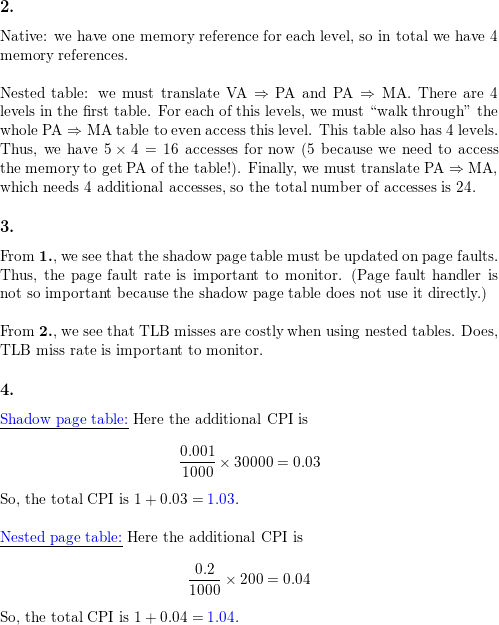 2.
Native: we have one memory reference for each level, so in total we have 4
memory references.
Nested table: we must translate VA ⇒ PA and PA ⇒ MA. There are 4
levels in the first table. For each of this levels, we must “walk through” the
whole PA ⇒ MA table to even access this level. This table also has 4 levels.
Thus, we have 5 × 4 = 16 accesses for now (5 because we need to access
the memory to get PA of the table!). Finally, we must translate PA ⇒ MA,
which needs 4 additional accesses, so the total number of accesses is 24.
3.
From 1., we see that the shadow page table must be updated on page faults.
Thus, the page fault rate is important to monitor. (Page fault handler is
not so important because the shadow page table does not use it directly.)
From 2., we see that TLB misses are costly when using nested tables. Does,
TLB miss rate is important to monitor.
4.
Shadow page table: Here the additional CPI is
0.001/1000 × 30000 = 0.03
So, the total CPI is 1 + 0.03 = 1.03.
Nested page table: Here the additional CPI is
0.2/1000 × 200 = 0.04
So, the total CPI is 1 + 0.04 = 1.04.